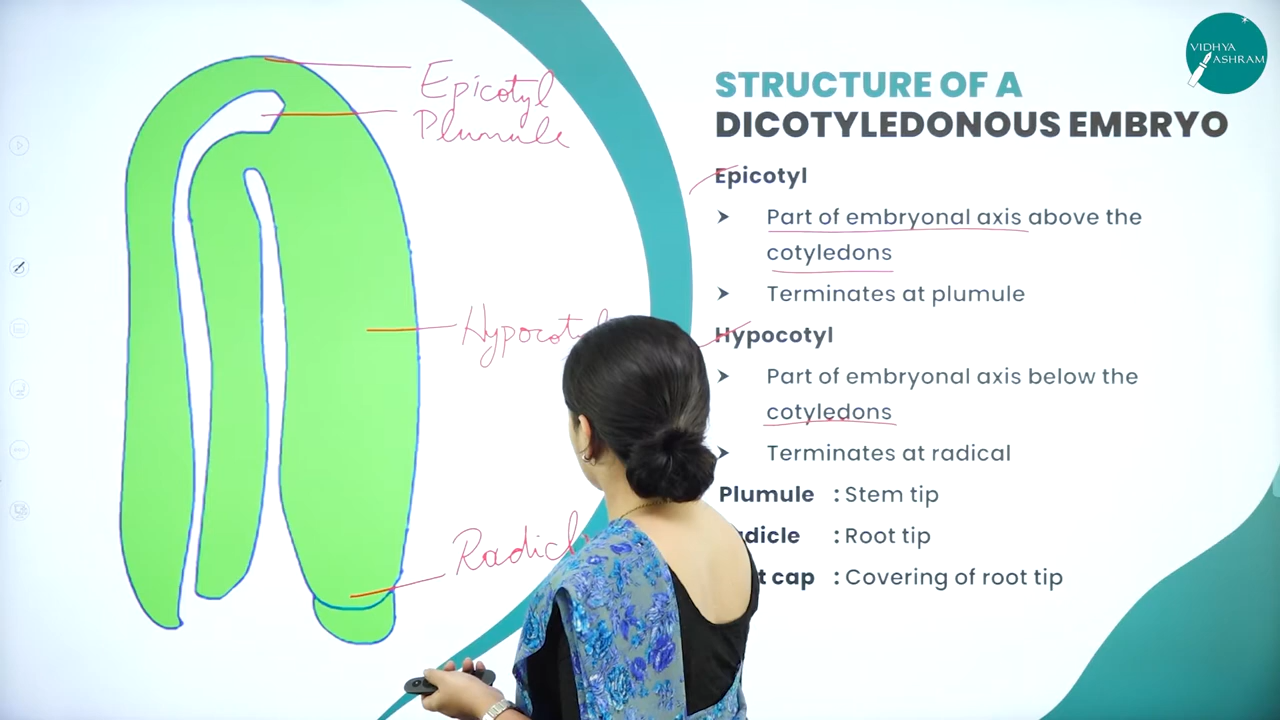 VIDHYA
ASHRAM
STRUCTURE OF A
DICOTYLEDONOUS EMBRYO
Epicotyl
Plumule
Hypocotyl
Epicotyl
➤ Part of embryonal axis above the
cotyledons
➤ Terminates at plumule
Hypocotyl
➤ Part of embryonal axis below the
cotyledons
➤ Terminates at radical
Plumule : Stem tip
: Root tip
cap : Covering of root tip